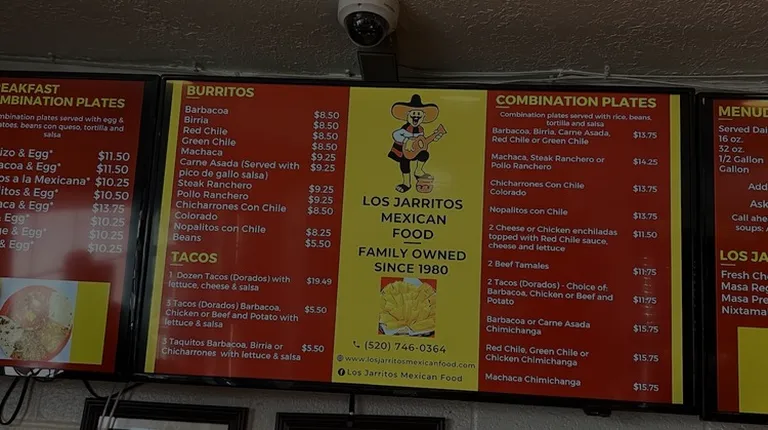 EAKFAST
MBINATION PLATES
mbination plates served with egg &
atoes, beans con queso, tortilla and
salsa
izo & Egg* $11.50
acoa & Egg* $11.50
os a la Mexicana* $10.25
litos & Egg* $10.50
aca & Egg* $13.75
& Egg* $10.25
Egg* $10.25
ue & Egg* $10.25
& Egg* $10.25
BURRITOS
Barbacoa $8.50
Birria $8.50
Red Chile $8.50
Green Chile $8.50
Machaca $9.25
Carne Asada (Served with $9.25
pico de gallo salsa)
Steak Ranchero $9.25
Pollo Ranchero $9.25
Chicharrones Con Chile $8.50
Colorado
Nopalitos con Chile $8.25
Beans $5.50
TACOS
1 Dozen Tacos (Dorados) with $19.49
lettuce, cheese & salsa
3 Tacos (Dorados) Barbacoa, $5.50
Chicken or Beef and Potato with
lettuce & salsa
3 Taquitos Barbacoa, Birria or $5.50
Chicharrones with lettuce & salsa
LOS JARRITOS
MEXICAN
FOOD
FAMILY OWNED
SINCE 1980
(520) 746-0364
www.losjarritosmexicanfood.com
Los Jarritos Mexican Food
COMBINATION PLATES
Combination plates served with rice, beans,
tortilla and salsa
Barbacoa, Birria, Carne Asada, $13.75
Red Chile or Green Chile
Machaca, Steak Ranchero or $14.25
Pollo Ranchero
Chicharrones Con Chile $13.75
Colorado
Nopalitos con Chile $13.75
2 Cheese or Chicken enchiladas $11.50
topped with Red Chile sauce,
cheese and lettuce
2 Beef Tamales $11.75
2 Tacos (Dorados) - Choice of: $11.75
Barbacoa, Chicken or Beef and
Potato
Barbacoa or Carne Asada $15.75
Chimichanga
Red Chile, Green Chile or $15.75
Chicken Chimichanga
Machaca Chimichanga $15.75
MENUD
Served Dai
16 oz.
32 oz.
1/2 Gallon
Gallon
Add
Ask
Call ahe
soups: A
LOS JA
Fresh Ch
Masa Reg
Masa Pre
Nixtama